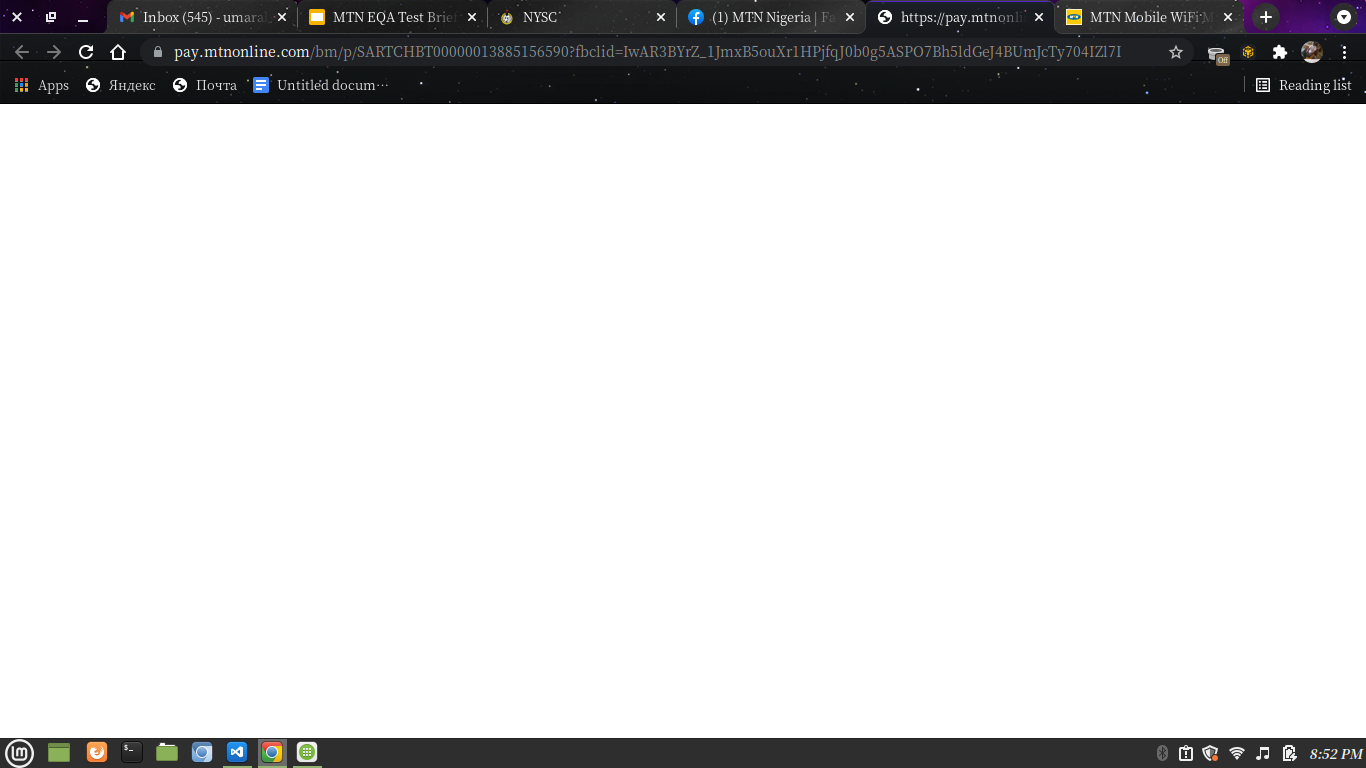 Inbox (545) - umaral
MTN EQA Test Brief
NYSC
(1) MTN Nigeria | Fa
https://pay.mtnonli
MTN Mobile WiFi M
pay.mtnonline.com/bm/p/SARTCHBT00000013885156590?fbclid=IwAR3BYrZ_1JmxB5ouXr1HPjfqJ0b0g5ASPO7Bh5ldGeJ4BUmJcTy704IZl7I
Off
Apps
Яндекс
Почта
Untitled docum…
Reading list
8:52 PM